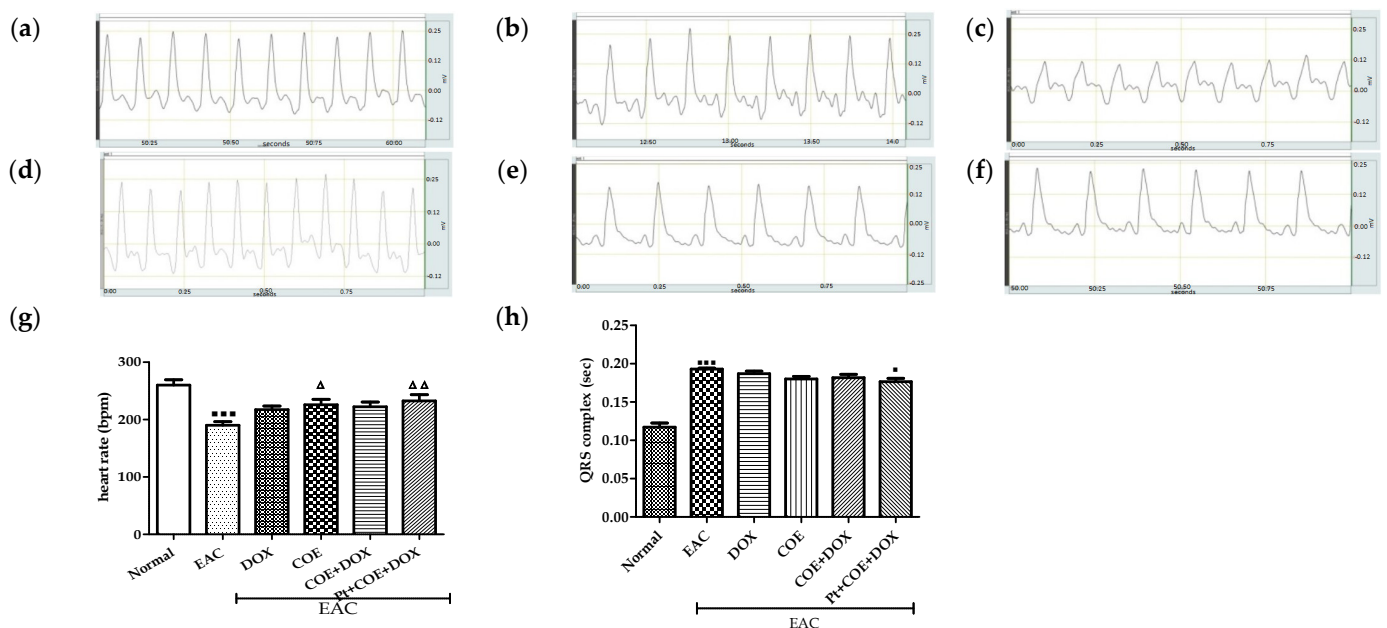 (a)
0.25
0.12
0.00
-0.12
mV
50:25 50:50 50:75 60:00
seconds
(b)
0.25
0.12
0.00
-0.12
mV
12:50 13:00 13:50 14:0
seconds
(c)
0.25
0.12
0.00
-0.12
mV
0:00 0:25 0:50 0:75
seconds
(d)
0.25
0.12
0.00
-0.12
mV
0:00 0:25 0:50 0:75
seconds
(e)
0.25
0.12
0.00
-0.12
-0.25
mV
0:00 0:25 0:50 0:75
seconds
(f)
0.25
0.12
0.00
-0.12
mV
50:25 50:50 50:75
seconds
(g)
heart rate (bpm)
300
200
100
0
Normal
EAC
DOX
COE
COE+DOX
Pt+COE+DOX
EAC
(h)
QRS complex (sec)
0.25
0.20
0.15
0.10
0.05
0.00
Normal
EAC
DOX
COE
COE+DOX
Pt+COE+DOX
EAC